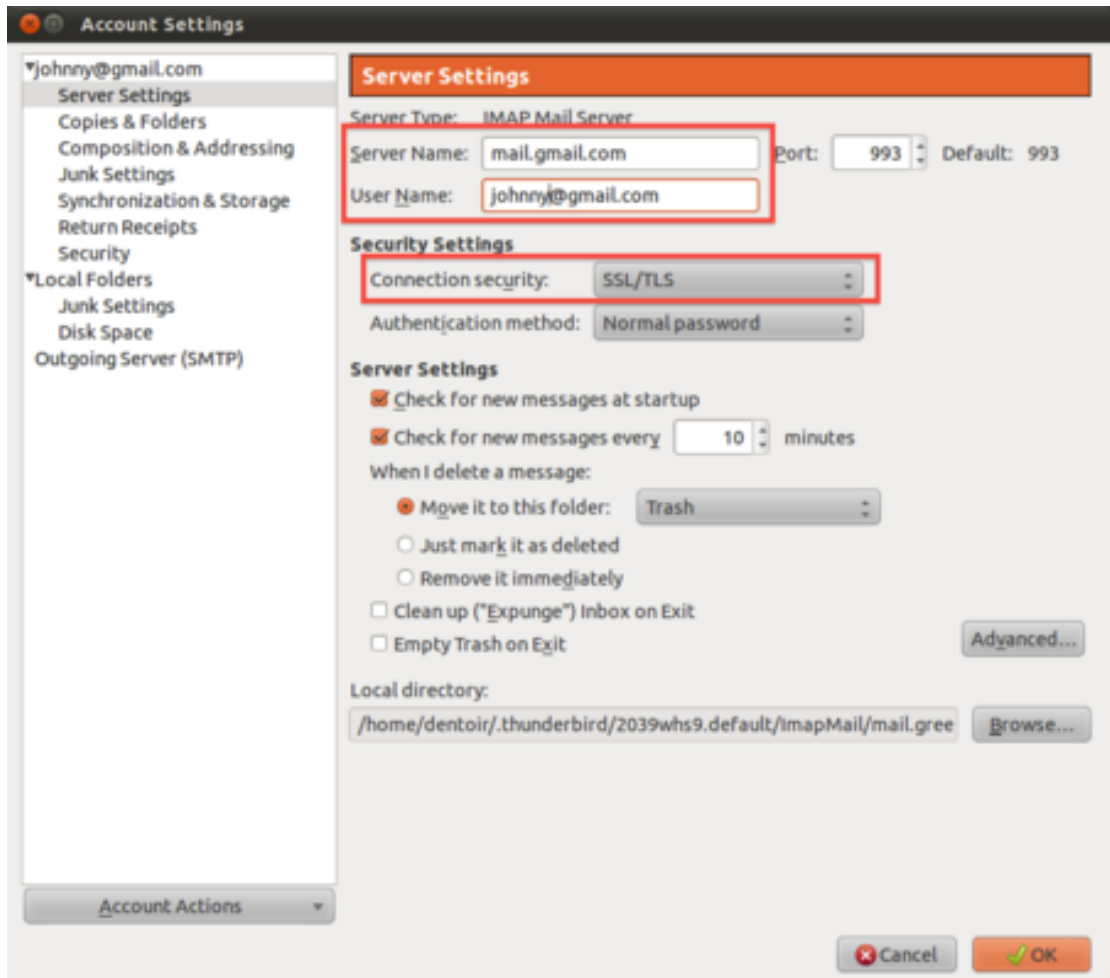 Account Settings
johnny@gmail.com
Server Settings
Copies & Folders
Composition & Addressing
Junk Settings
Synchronization & Storage
Return Receipts
Security
Local Folders
Junk Settings
Disk Space
Outgoing Server (SMTP)
Account Actions
Server Settings
Server Type: IMAP Mail Server
Server Name: mail.gmail.com Port: 993 Default: 993
User Name: johnny@gmail.com
Security Settings
Connection security: SSL/TLS
Authentication method: Normal password
Server Settings
Check for new messages at startup
Check for new messages every 10 minutes
When I delete a message:
Move it to this folder: Trash
Just mark it as deleted
Remove it immediately
Clean up ("Expunge") Inbox on Exit
Empty Trash on Exit
Advanced...
Local directory:
/home/dentoir/.thunderbird/2039whs9.default/ImapMail/mail.gree Browse...
Cancel OK